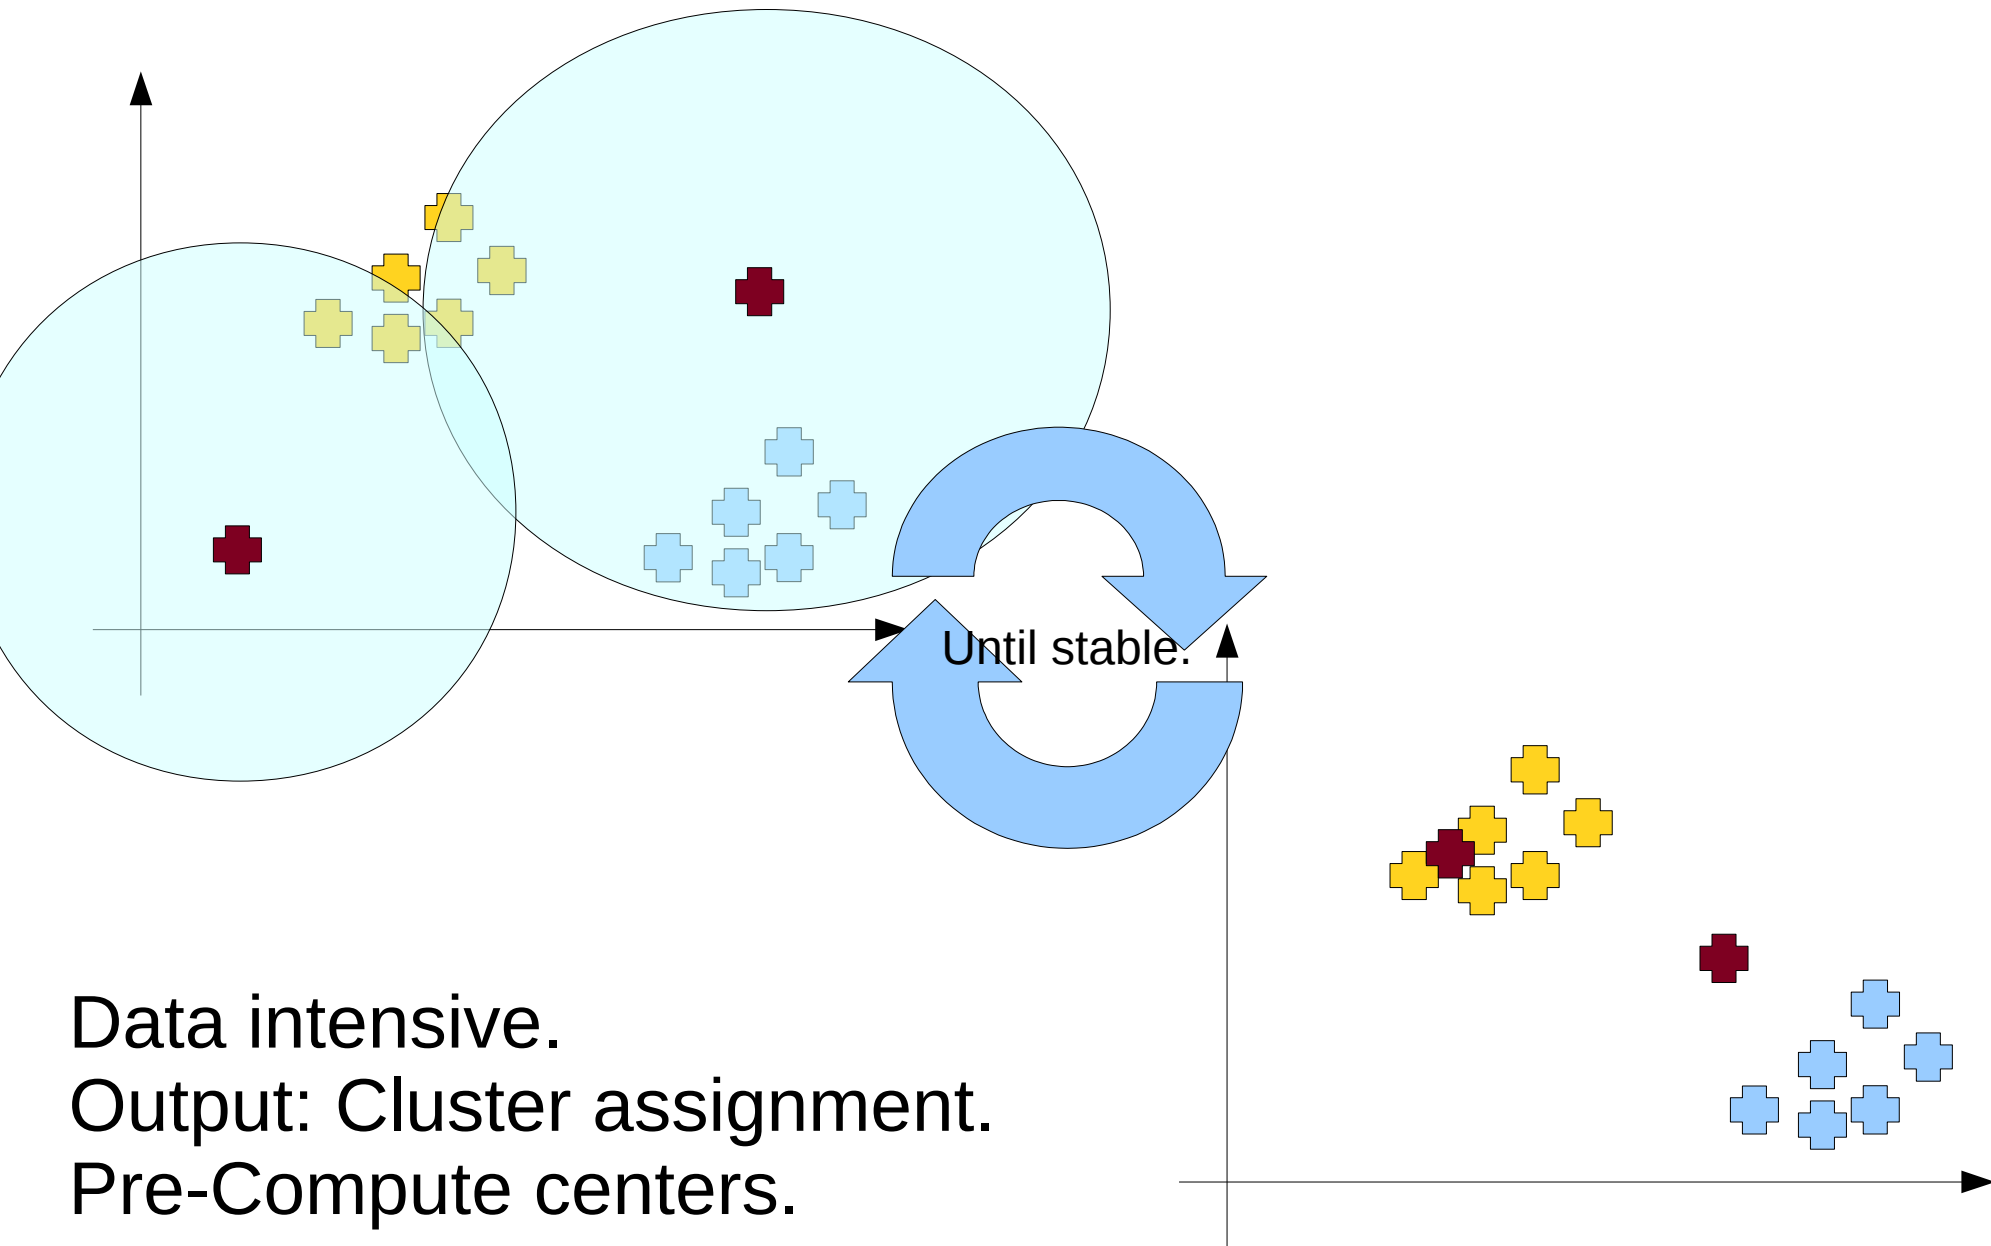 Until stable.
Data intensive.
Output: Cluster assignment.
Pre-Compute centers.